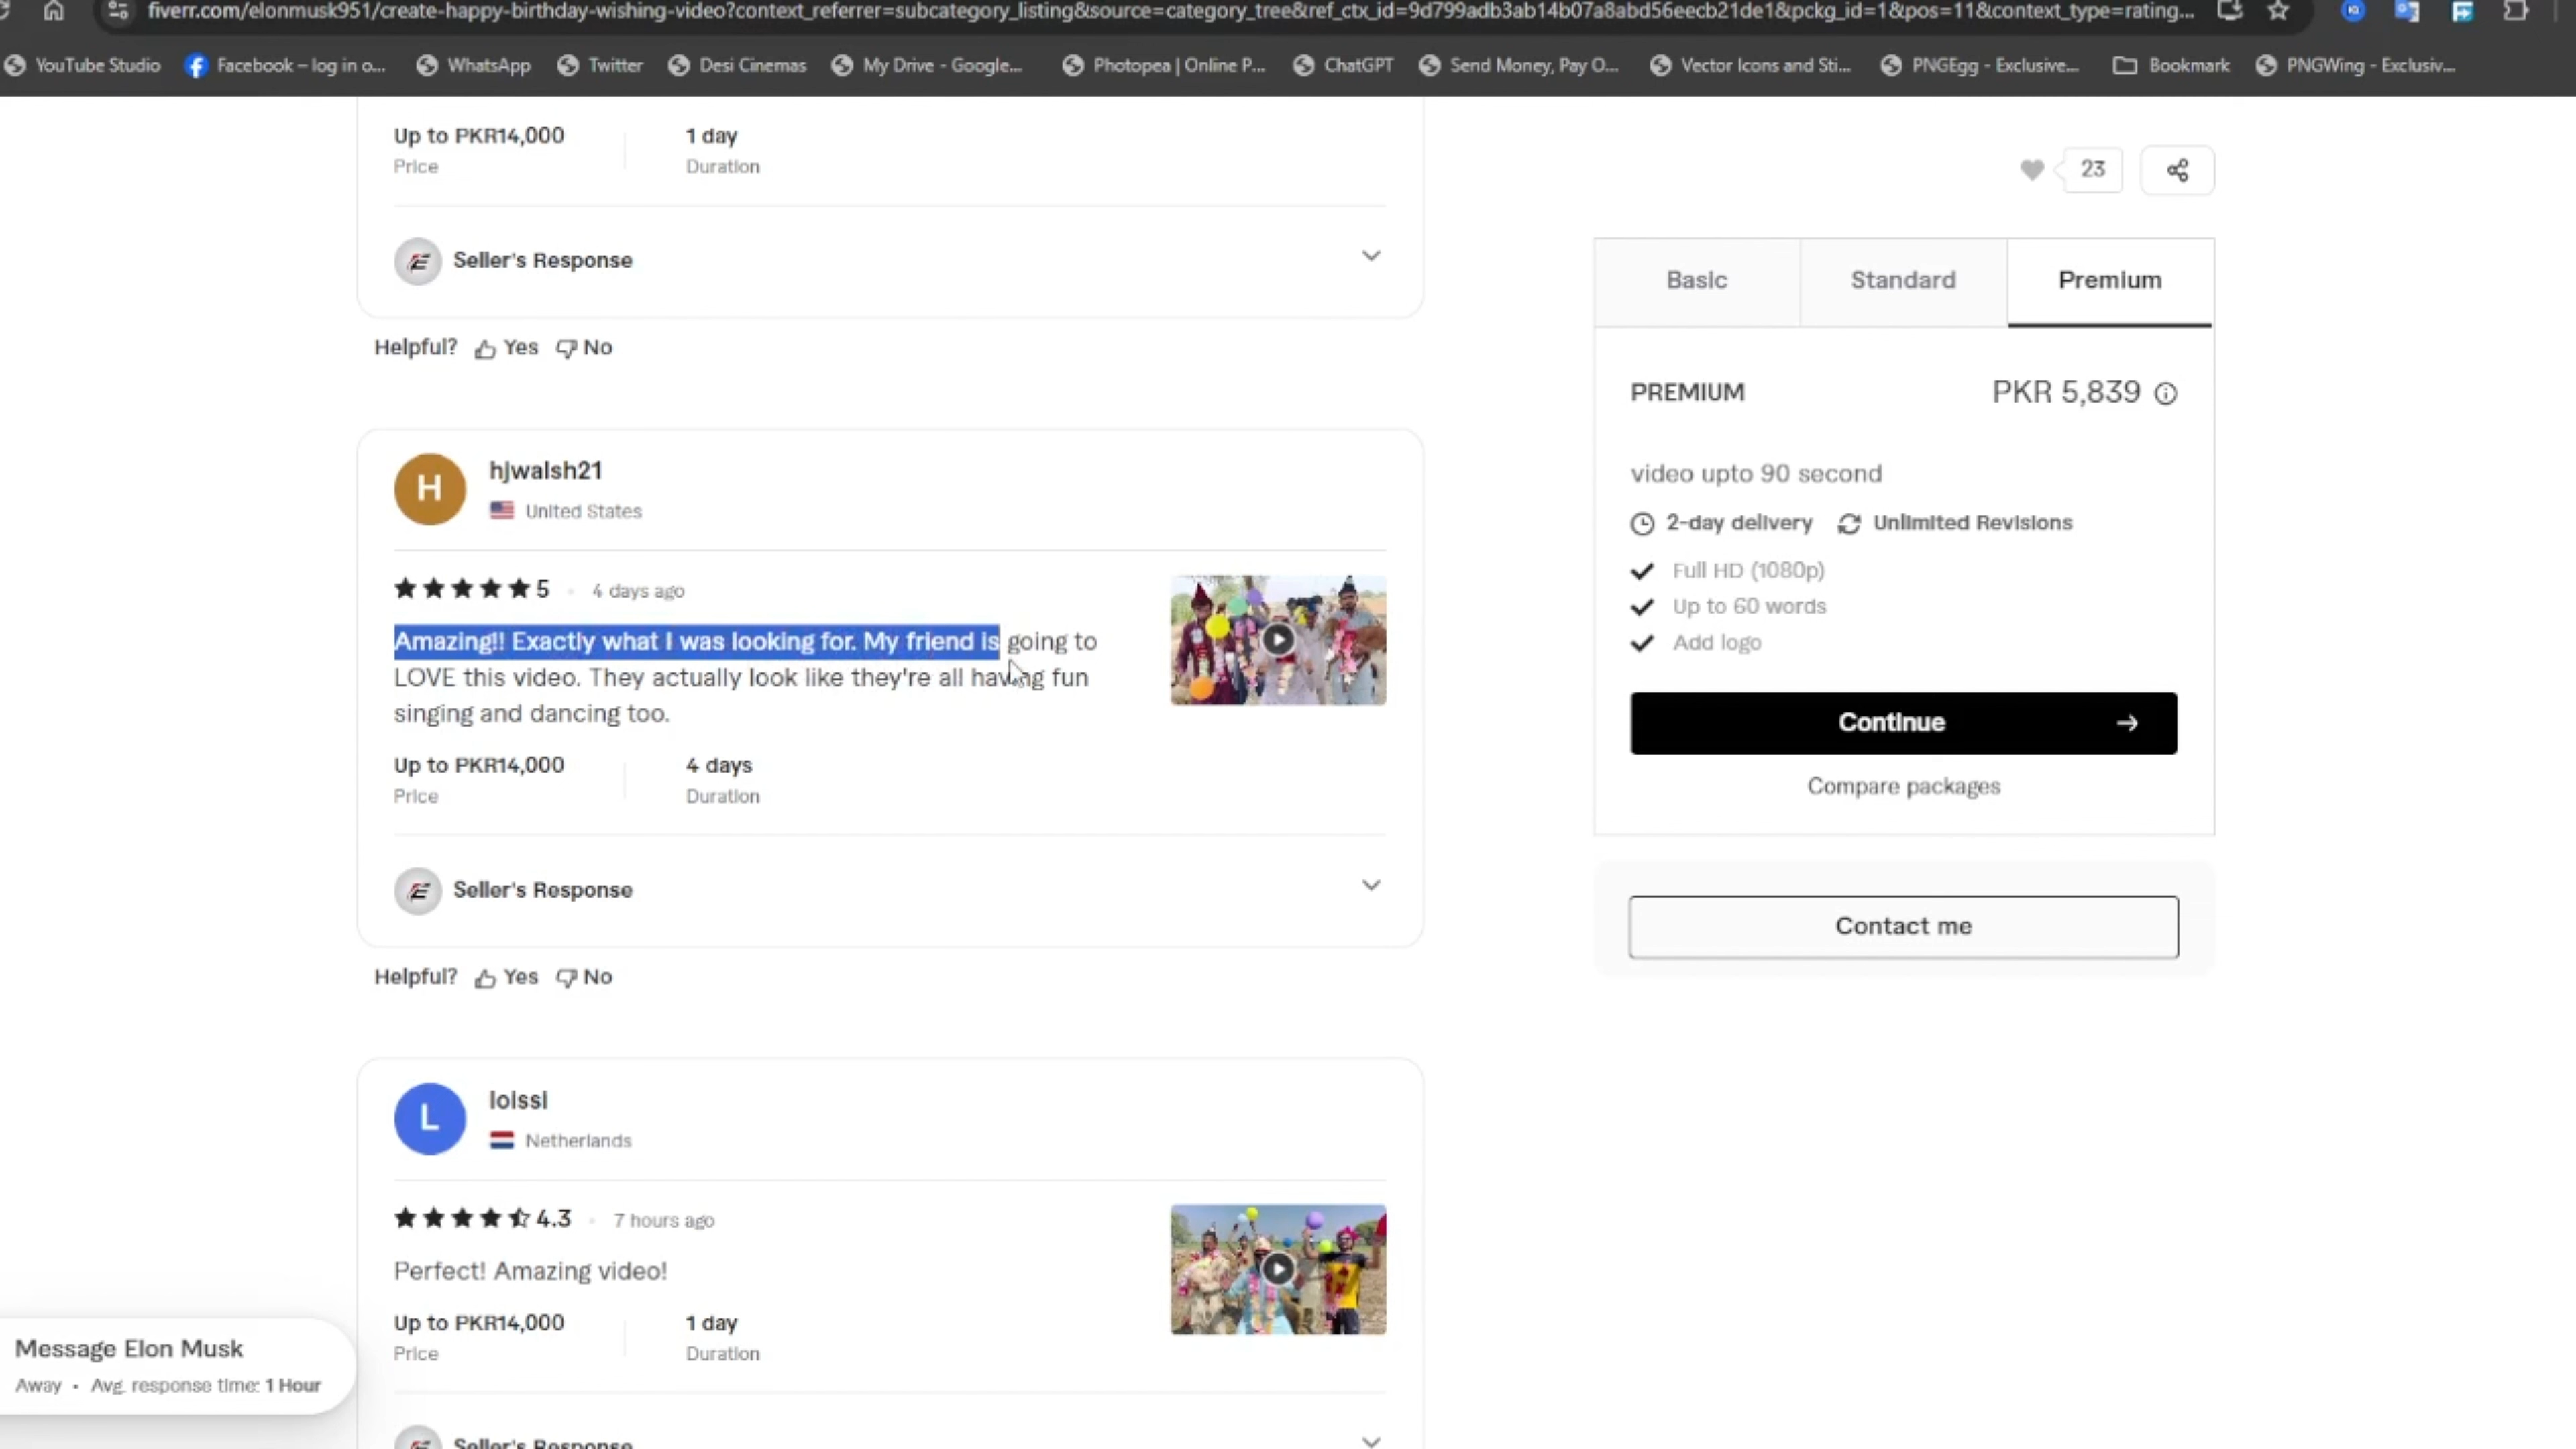 fiverr.com/elonmusk951/create-happy-birthday-wishing-video?context_referrer=subcategory_listing&source=category_tree&ref_ctx_id=9d799adb3ab14b07a8abd56eecb21de1&pckg_id=1&pos=11&context_type=rating...
YouTube Studio Facebook – log in o... WhatsApp Twitter Desi Cinemas My Drive - Google... Photopea | Online P... ChatGPT Send Money, Pay O... Vector Icons and Sti... PNGEgg - Exclusive... Bookmark PNGWing - Exclusiv...
Up to PKR14,000 1 day
Price Duration
Seller's Response
Helpful? Yes No
hjwalsh21
United States
5 4 days ago
Amazing!! Exactly what I was looking for. My friend is going to
LOVE this video. They actually look like they're all having fun
singing and dancing too.
Up to PKR14,000 4 days
Price Duration
Seller's Response
Helpful? Yes No
L
loissl
Netherlands
4.3 7 hours ago
Perfect! Amazing video!
Up to PKR14,000 1 day
Price Duration
Seller's Response
Message Elon Musk
Away • Avg. response time: 1 Hour
H
23
Basic Standard Premium
PREMIUM PKR 5,839
video upto 90 second
2-day delivery Unlimited Revisions
Full HD (1080p)
Up to 60 words
Add logo
Continue →
Compare packages
Contact me